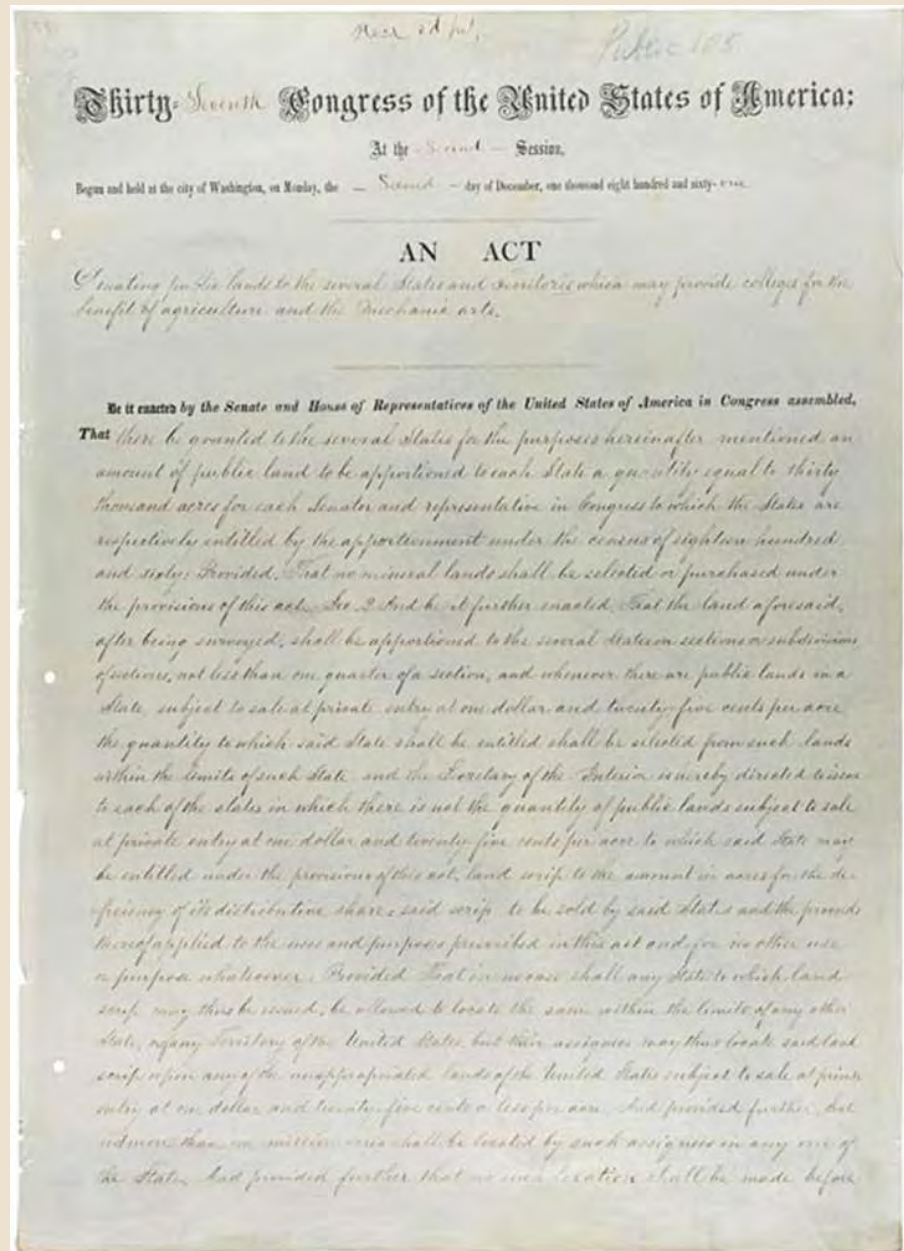 Public 105
Thirty-Seventh Congress of the United States of America;
At the Second Session,
Begun and held at the city of Washington, on Monday, the Second day of December, one thousand eight hundred and sixty-one
AN ACT
Donating public lands to the several States and Territories which may provide colleges for the
benefit of agriculture and the Mechanic arts.
Be it enacted by the Senate and House of Representatives of the United States of America in Congress assembled,
That there be granted to the several States for the purposes hereinafter mentioned an
amount of public land to be apportioned to each State a quantity equal to thirty
thousand acres for each Senator and representative in Congress to which the States are
respectively entitled by the apportionment under the census of eighteen hundred
and sixty; Provided, That no mineral lands shall be selected or purchased under
the provisions of this act. Sec. 2 And be it further enacted, That the land aforesaid,
after being surveyed, shall be apportioned to the several States in sections or subdivisions
of sections, not less than one quarter of a section, and whenever there are public lands in a
State, subject to sale at private entry at one dollar and twenty-five cents per acre
the quantity to which said State shall be entitled shall be selected from such lands
within the limits of such State and the Secretary of the Interior is hereby directed to issue
to each of the states in which there is not the quantity of public lands subject to sale
at private entry at one dollar and twenty five cents per acre to which said State may
be entitled under the provisions of this act, land scrip to the amount in acres for the de-
ficiency of its distributive share; said scrip to be sold by said States and the proceeds
thereof applied to the uses and purposes prescribed in this act and for no other use
or purpose whatsoever. Provided That in no case shall any State to which land
scrip may thus be issued, be allowed to locate the same within the limits of any other
State, or of any Territory of the United States, but their assignees may thus locate said land
scrip upon any of the unappropriated lands of the United States subject to sale at private
entry at one dollar and twenty-five cents or less per acre. And provided further, that
not more than one million acres shall be located by such assignees in any one of
the States. And provided further that no such location shall be made before